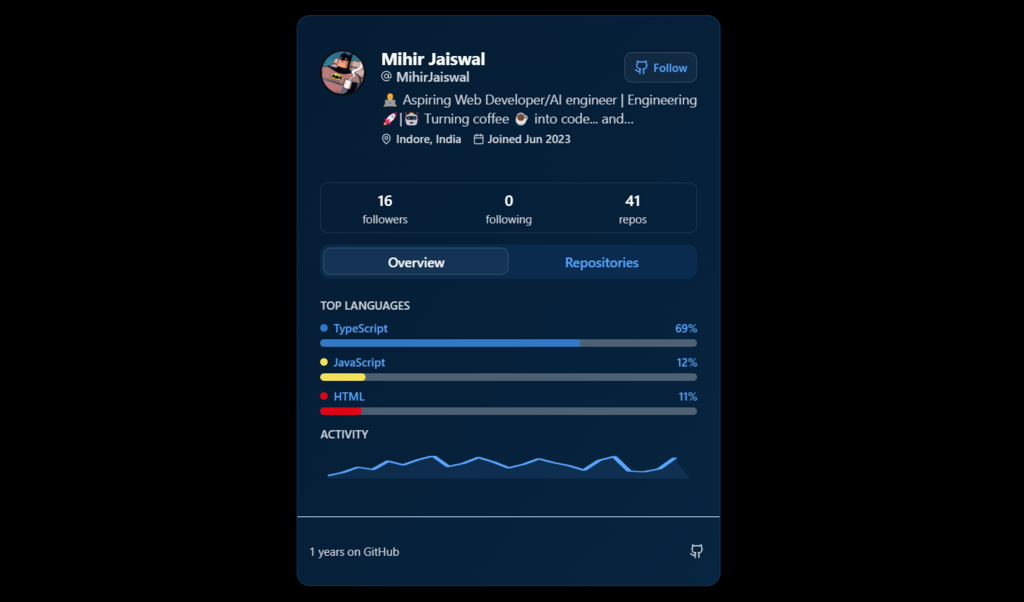 Mihir Jaiswal
Follow
@ MihirJaiswal
👨‍💻 Aspiring Web Developer/AI engineer | Engineering
🚀|🤖 Turning coffee ☕ into code... and...
Indore, India Joined Jun 2023
16 0 41
followers following repos
Overview Repositories
TOP LANGUAGES
TypeScript 69%
JavaScript 12%
HTML 11%
ACTIVITY
1 years on GitHub